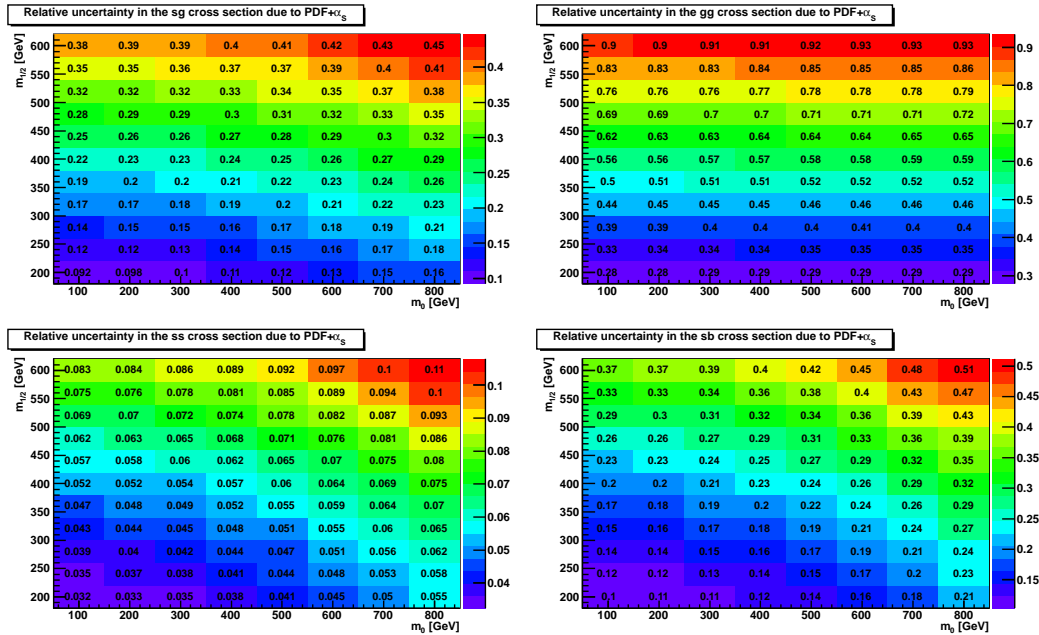 Relative uncertainty in the sg cross section due to PDF+α_S
m_1/2 [GeV]
600 0.38 0.39 0.39 0.4 0.41 0.42 0.43 0.45
550 0.35 0.35 0.36 0.37 0.37 0.39 0.4 0.41
0.32 0.32 0.32 0.33 0.34 0.35 0.37 0.38
500
0.28 0.29 0.29 0.3 0.31 0.32 0.33 0.35
450 0.25 0.26 0.26 0.27 0.28 0.29 0.3 0.32
400 0.22 0.23 0.23 0.24 0.25 0.26 0.27 0.29
350 0.19 0.2 0.2 0.21 0.22 0.23 0.24 0.26
0.17 0.17 0.18 0.19 0.2 0.21 0.22 0.23
300
0.14 0.15 0.15 0.16 0.17 0.18 0.19 0.21
250 0.12 0.12 0.13 0.14 0.15 0.16 0.17 0.18
200 0.092 0.098 0.1 0.11 0.12 0.13 0.15 0.16
100 200 300 400 500 600 700 800
m_0 [GeV]
0.4
0.35
0.3
0.25
0.2
0.15
0.1
Relative uncertainty in the gg cross section due to PDF+α_S
m_1/2 [GeV]
600 0.9 0.9 0.91 0.91 0.92 0.93 0.93 0.93
550 0.83 0.83 0.83 0.84 0.85 0.85 0.85 0.86
0.76 0.76 0.76 0.77 0.78 0.78 0.78 0.79
500
0.69 0.69 0.7 0.7 0.71 0.71 0.71 0.72
450 0.62 0.63 0.63 0.64 0.64 0.64 0.65 0.65
400 0.56 0.56 0.57 0.57 0.58 0.58 0.59 0.59
350 0.5 0.51 0.51 0.51 0.52 0.52 0.52 0.52
0.44 0.45 0.45 0.45 0.46 0.46 0.46 0.46
300
0.39 0.39 0.4 0.4 0.4 0.41 0.4 0.4
250 0.33 0.34 0.34 0.34 0.35 0.35 0.35 0.35
200 0.28 0.28 0.29 0.29 0.29 0.29 0.29 0.29
100 200 300 400 500 600 700 800
m_0 [GeV]
0.9
0.8
0.7
0.6
0.5
0.4
0.3
Relative uncertainty in the ss cross section due to PDF+α_S
m_1/2 [GeV]
600 0.083 0.084 0.086 0.089 0.092 0.097 0.1 0.11
550 0.075 0.076 0.078 0.081 0.085 0.089 0.094 0.1
0.069 0.07 0.072 0.074 0.078 0.082 0.087 0.093
500
0.062 0.063 0.065 0.068 0.071 0.076 0.081 0.086
450 0.057 0.058 0.06 0.062 0.065 0.07 0.075 0.08
400 0.052 0.052 0.054 0.057 0.06 0.064 0.069 0.075
350 0.047 0.048 0.049 0.052 0.055 0.059 0.064 0.07
0.043 0.044 0.045 0.048 0.051 0.055 0.06 0.065
300
0.039 0.04 0.042 0.044 0.047 0.051 0.056 0.062
250 0.035 0.037 0.038 0.041 0.044 0.048 0.053 0.058
200 0.032 0.033 0.035 0.038 0.041 0.045 0.05 0.055
100 200 300 400 500 600 700 800
m_0 [GeV]
0.1
0.09
0.08
0.07
0.06
0.05
0.04
Relative uncertainty in the sb cross section due to PDF+α_S
m_1/2 [GeV]
600 0.37 0.37 0.39 0.4 0.42 0.45 0.48 0.51
550 0.33 0.33 0.34 0.36 0.38 0.4 0.43 0.47
0.29 0.3 0.31 0.32 0.34 0.36 0.39 0.43
500
0.26 0.26 0.27 0.29 0.31 0.33 0.36 0.39
450 0.23 0.23 0.24 0.25 0.27 0.29 0.32 0.35
400 0.2 0.2 0.21 0.23 0.24 0.26 0.29 0.32
350 0.17 0.18 0.19 0.2 0.22 0.24 0.26 0.29
0.15 0.16 0.17 0.18 0.19 0.21 0.24 0.27
300
0.14 0.14 0.15 0.16 0.17 0.19 0.21 0.24
250 0.12 0.12 0.13 0.14 0.15 0.17 0.2 0.23
200 0.1 0.11 0.11 0.12 0.14 0.16 0.18 0.21
100 200 300 400 500 600 700 800
m_0 [GeV]
0.5
0.45
0.4
0.35
0.3
0.25
0.2
0.15